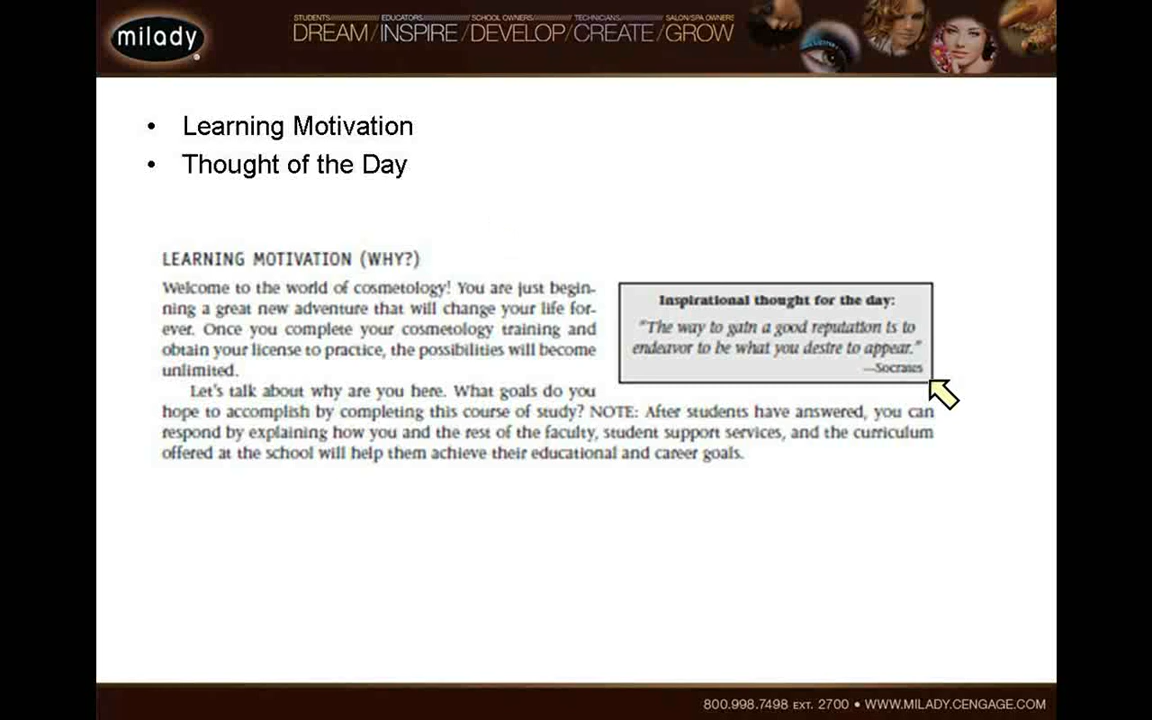 milady
STUDENTS EDUCATORS SCHOOL OWNERS TECHNICIANS SALON/SPA OWNERS
DREAM/INSPIRE/DEVELOP/CREATE/GROW
• Learning Motivation
• Thought of the Day
LEARNING MOTIVATION (WHY?)
Welcome to the world of cosmetology! You are just begin-
ning a great new adventure that will change your life for-
ever. Once you complete your cosmetology training and
obtain your license to practice, the possibilities will become
unlimited.
Let's talk about why are you here. What goals do you
hope to accomplish by completing this course of study? NOTE: After students have answered, you can
respond by explaining how you and the rest of the faculty, student support services, and the curriculum
offered at the school will help them achieve their educational and career goals.
Inspirational thought for the day:
"The way to gain a good reputation is to
endeavor to be what you desire to appear."
—Socrates
800.998.7498 EXT. 2700 • WWW.MILADY.CENGAGE.COM